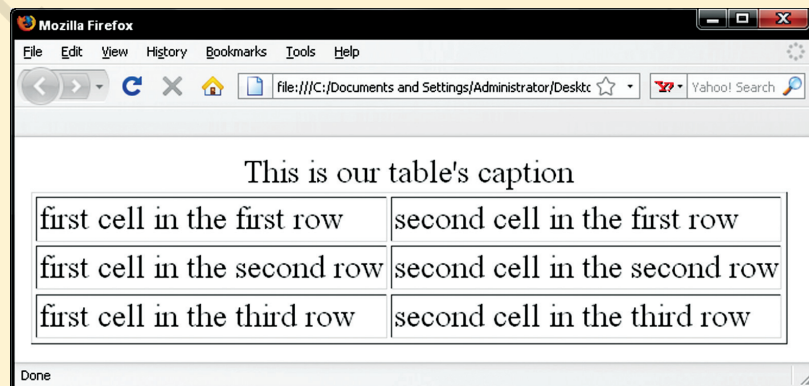 Mozilla Firefox
File Edit View History Bookmarks Tools Help
file:///C:/Documents and Settings/Administrator/Deskto Yahoo! Search
This is our table's caption
first cell in the first row second cell in the first row
first cell in the second row second cell in the second row
first cell in the third row second cell in the third row
Done